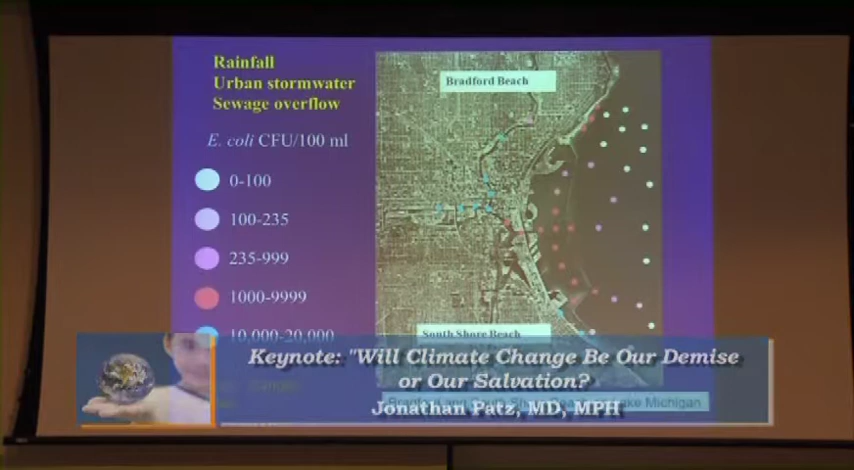 Rainfall
Urban stormwater
Sewage overflow
E. coli CFU/100 ml
0-100
100-235
235-999
1000-9999
10,000-20,000
Bradford Beach
South Shore Beach
Keynote: "Will Climate Change Be Our Demise
or Our Salvation?
Jonathan Patz, MD, MPH
Lake Michigan